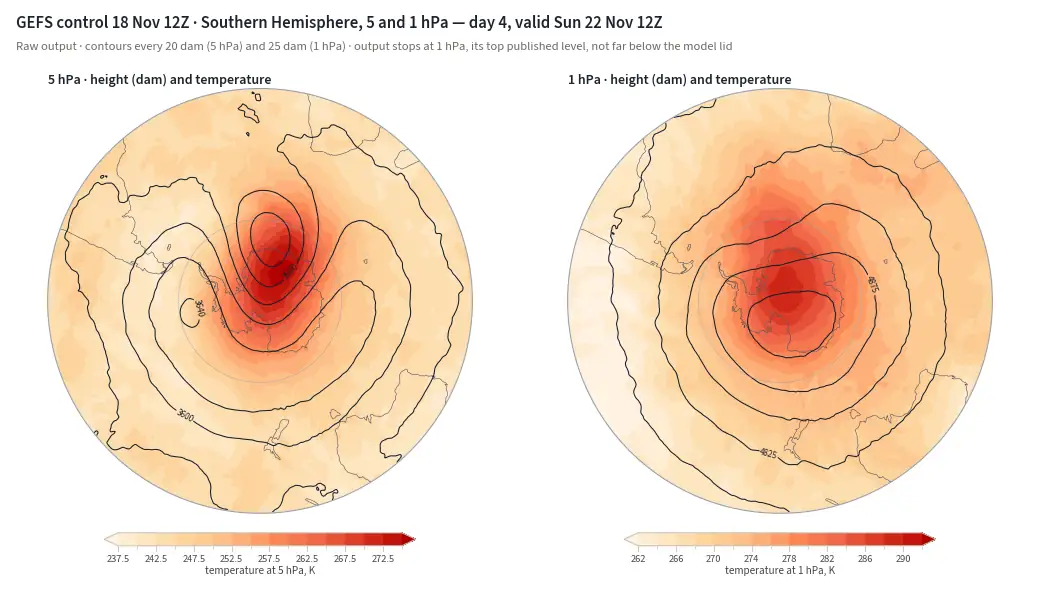 GEFS control 18 Nov 12Z · Southern Hemisphere, 5 and 1 hPa — day 4, valid Sun 22 Nov 12Z
Raw output · contours every 20 dam (5 hPa) and 25 dam (1 hPa) · output stops at 1 hPa, its top published level, not far below the model lid
5 hPa · height (dam) and temperature
1 hPa · height (dam) and temperature
3640
3600
4875
4625
237.5 242.5 247.5 252.5 257.5 262.5 267.5 272.5
temperature at 5 hPa, K
262 266 270 274 278 282 286 290
temperature at 1 hPa, K